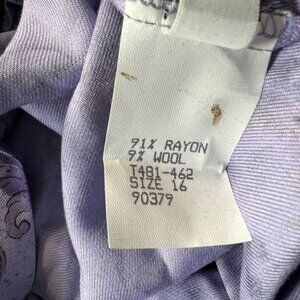 91% RAYON
9% WOOL
T481-462
SIZE 16
90379